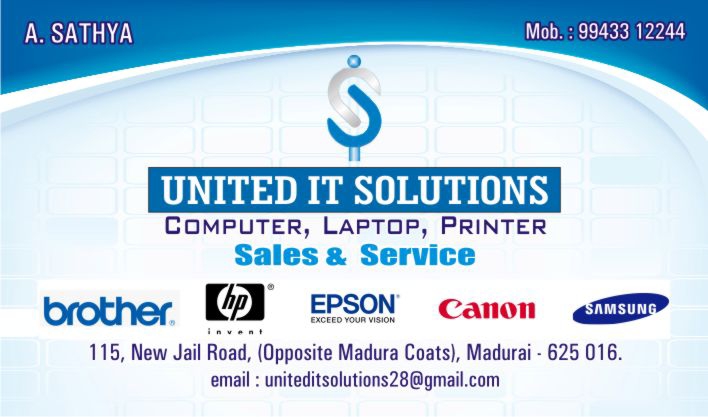 A. SATHYA
Mob. : 99433 12244
UNITED IT SOLUTIONS
COMPUTER, LAPTOP, PRINTER
Sales & Service
brother®
hp®
invent
EPSON®
EXCEED YOUR VISION
Canon
SAMSUNG
115, New Jail Road, (Opposite Madura Coats), Madurai - 625 016.
email : uniteditsolutions28@gmail.com